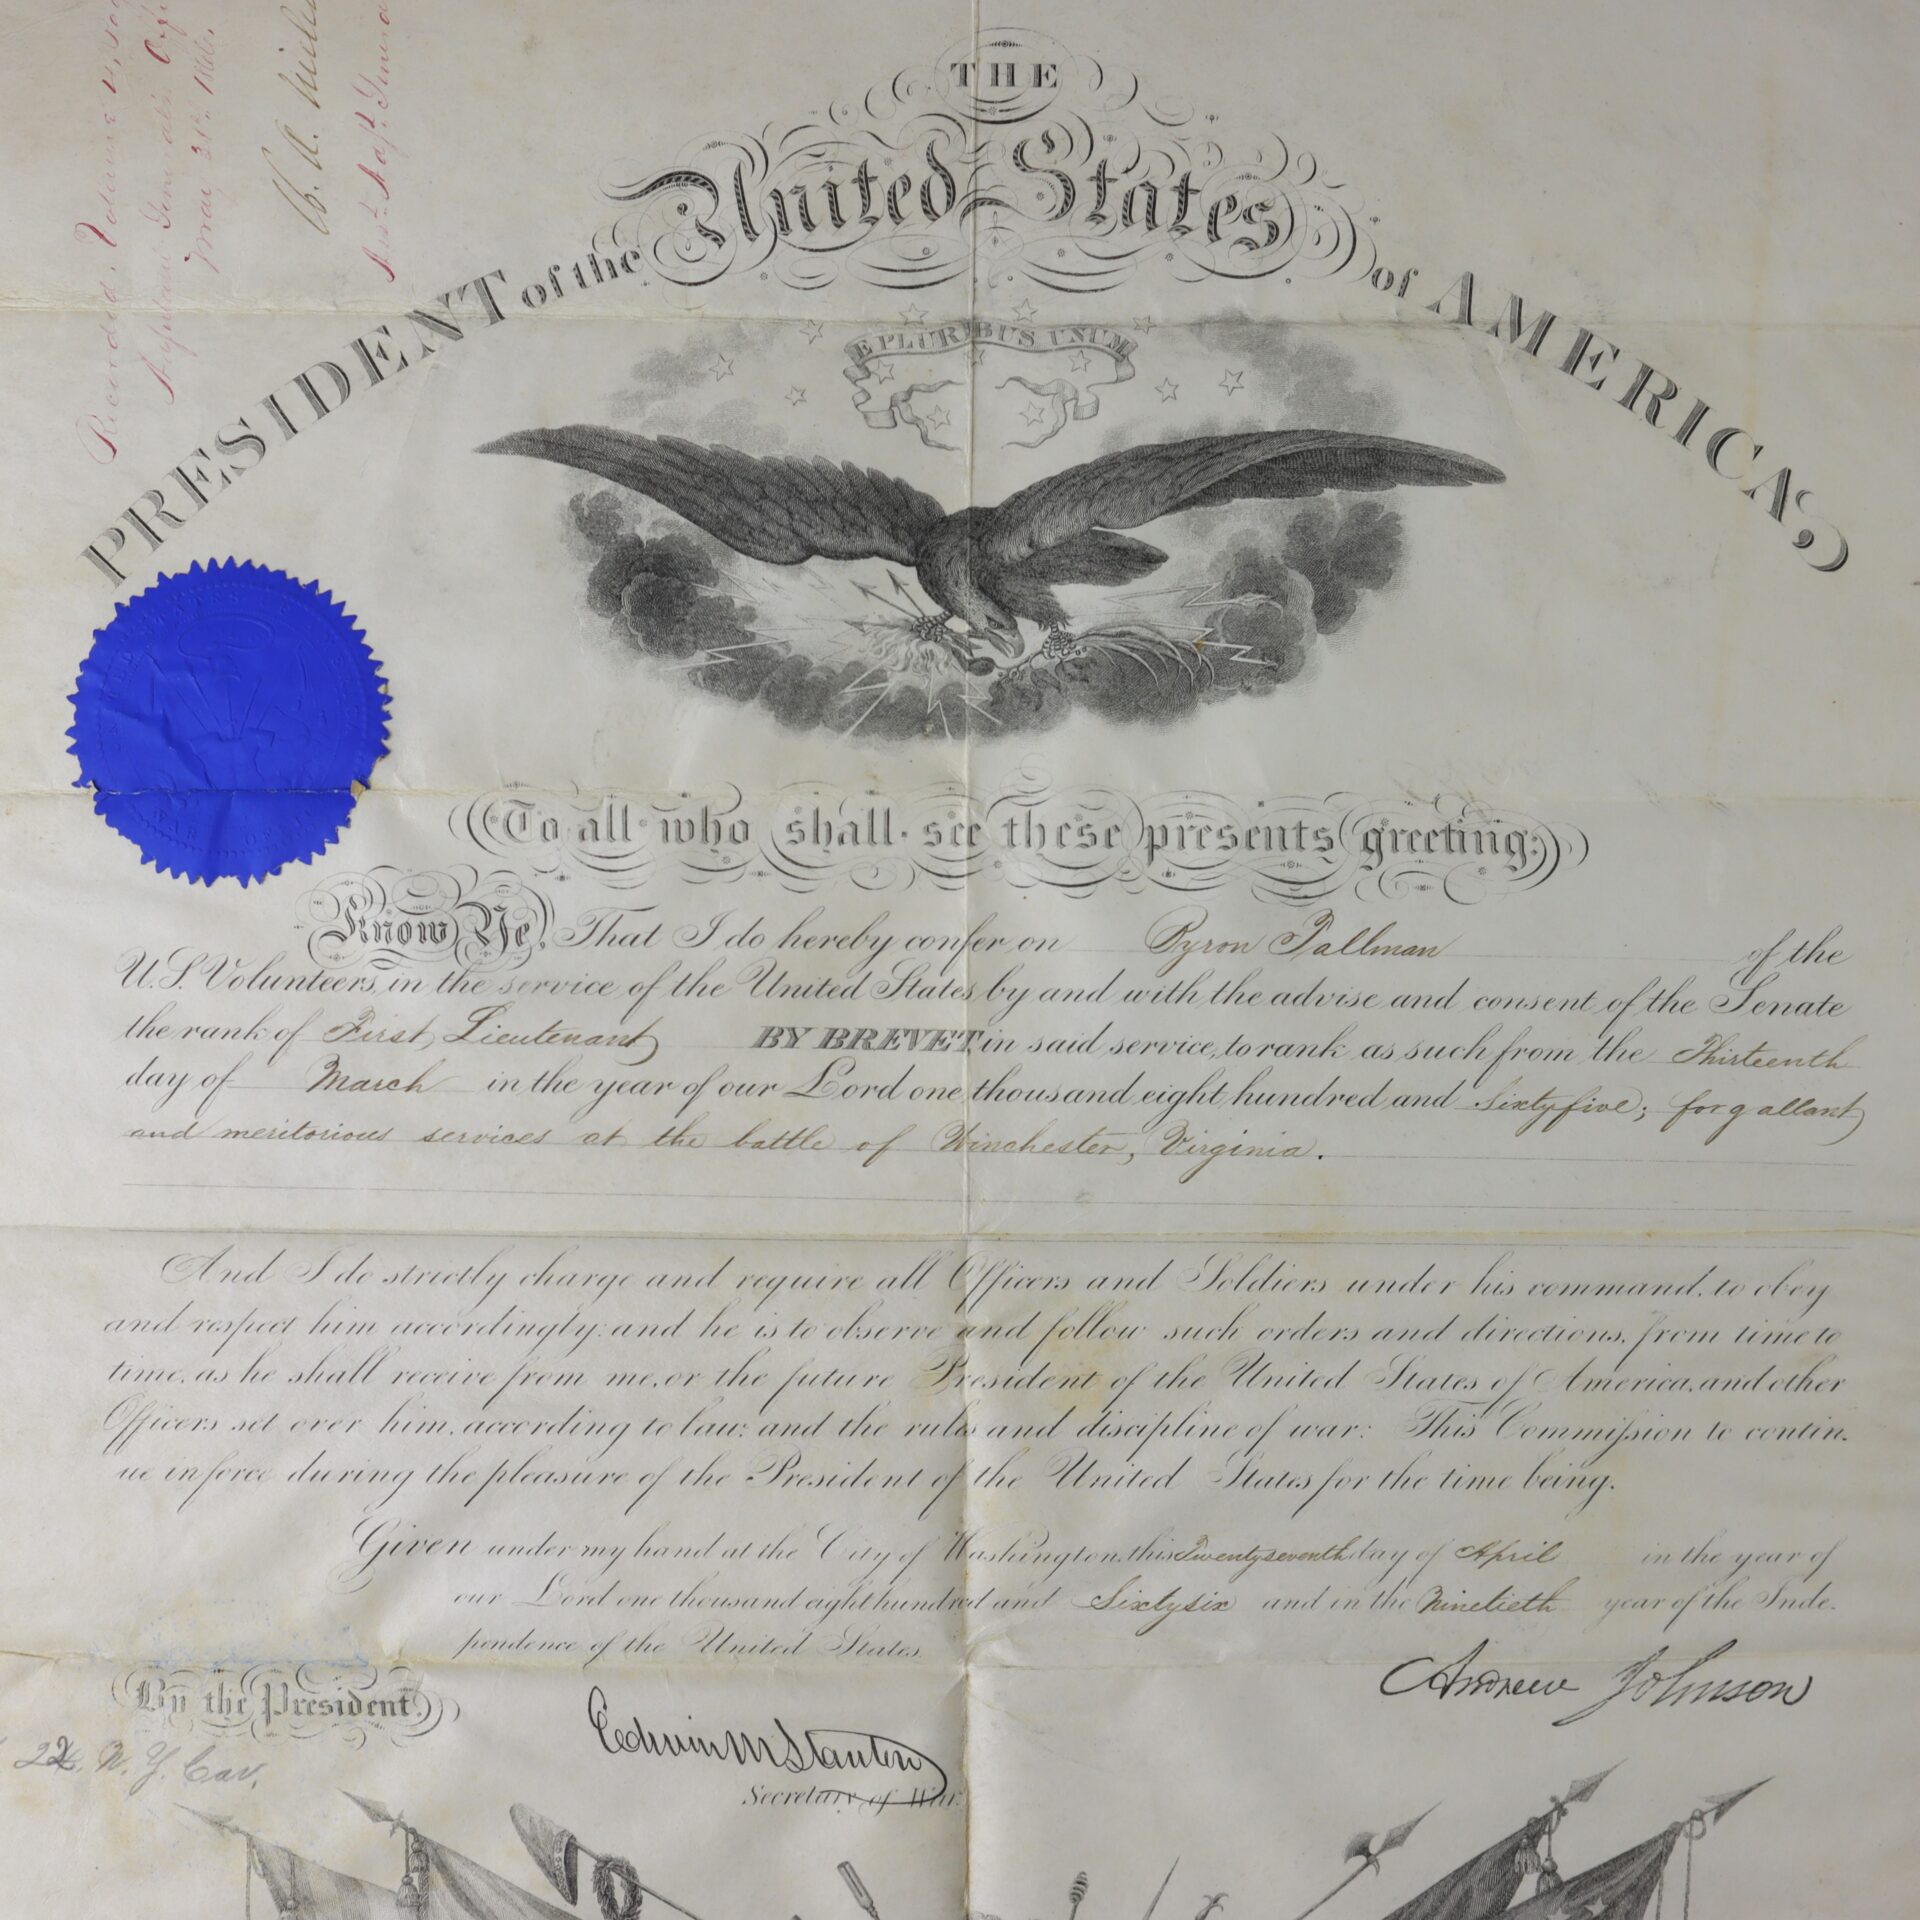 THE
United States
PRESIDENT of the of AMERICA,
E PLURIBUS UNUM
Recorded, Volume
Adjutant General's
May 31st 186
Asst. Adjt. General
To all who shall see these presents greeting:
Know Ye, That I do hereby confer on Byron Tallman of the
U.S. Volunteers, in the service of the United States by and with the advise and consent of the Senate
the rank of First Lieutenant BY BREVET, in said service, to rank as such from the Thirteenth
day of March in the year of our Lord one thousand eight hundred and Sixty five; for gallant
and meritorious services at the battle of Winchester, Virginia.
And I do strictly charge and require all Officers and Soldiers under his command, to obey
and respect him accordingly: and he is to observe and follow such orders and directions, from time to
time, as he shall receive from me, or the future President of the United States of America, and other
Officers set over him, according to law: and the rules and discipline of war: This Commission to contin-
ue in force during the pleasure of the President of the United States for the time being.
Given under my hand at the City of Washington, this Twenty seventh day of April in the year of
our Lord one thousand eight hundred and Sixty six and in the Ninetieth year of the Inde-
pendence of the United States.
Andrew Johnson
By the President.
Edwin M Stanton
Secretary of War.
N. Y. Cav.
WAR OFFICE